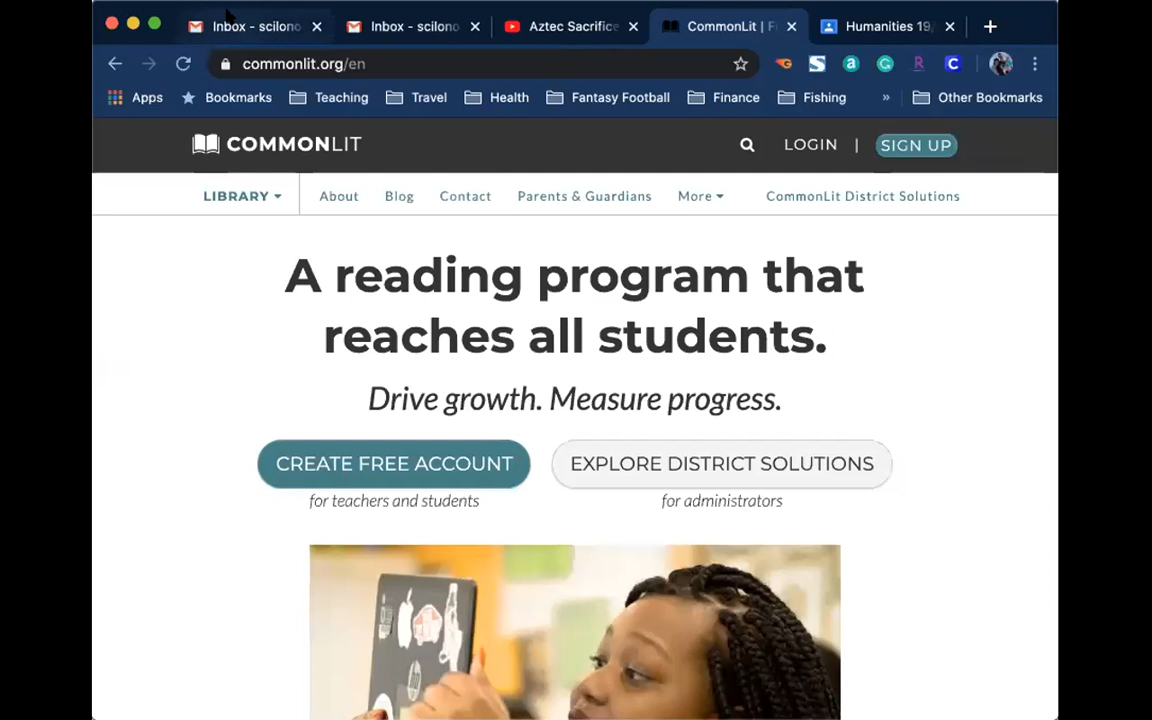 Inbox - scilono
Inbox - scilono
Aztec Sacrifice
CommonLit | Fi
Humanities 19/
commonlit.org/en
Apps
Bookmarks
Teaching
Travel
Health
Fantasy Football
Finance
Fishing
»
Other Bookmarks
COMMONLIT
LOGIN
|
SIGN UP
LIBRARY
About
Blog
Contact
Parents & Guardians
More
CommonLit District Solutions
A reading program that
reaches all students.
Drive growth. Measure progress.
CREATE FREE ACCOUNT
EXPLORE DISTRICT SOLUTIONS
for teachers and students
for administrators